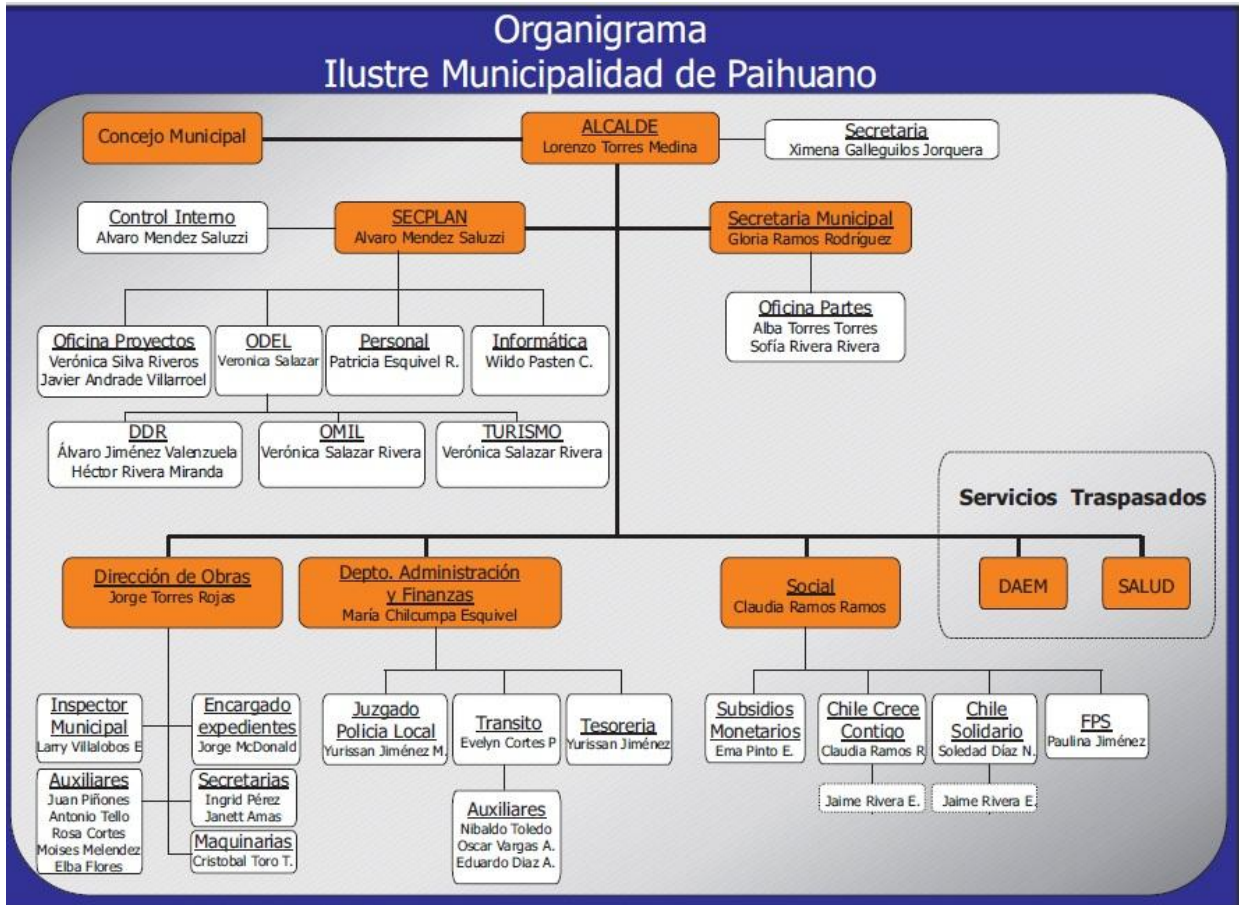 Organigrama
Ilustre Municipalidad de Paihuano
Concejo Municipal
ALCALDE
Lorenzo Torres Medina
Secretaria
Ximena Galleguilos Jorquera
Control Interno
Alvaro Mendez Saluzzi
SECPLAN
Alvaro Mendez Saluzzi
Secretaria Municipal
Gloria Ramos Rodríguez
Oficina Partes
Alba Torres Torres
Sofía Rivera Rivera
Oficina Proyectos
Verónica Silva Riveros
Javier Andrade Villarroel
ODEL
Veronica Salazar
Personal
Patricia Esquivel R.
Informática
Wildo Pasten C.
DDR
Álvaro Jiménez Valenzuela
Héctor Rivera Miranda
OMIL
Verónica Salazar Rivera
TURISMO
Verónica Salazar Rivera
Servicios Traspasados
Dirección de Obras
Jorge Torres Rojas
Depto. Administración
y Finanzas
María Chilcumpa Esquivel
Social
Claudia Ramos Ramos
DAEM
SALUD
Inspector
Municipal
Larry Villalobos E
Encargado
expedientes
Jorge McDonald
Auxiliares
Juan Piñones
Antonio Tello
Rosa Cortes
Moises Melendez
Elba Flores
Secretarias
Ingrid Pérez
Janett Amas
Maquinarias
Cristobal Toro T.
Juzgado
Policia Local
Yurissan Jiménez M.
Transito
Evelyn Cortes P
Tesoreria
Yurissan Jiménez
Auxiliares
Nibaldo Toledo
Oscar Vargas A.
Eduardo Diaz A.
Subsidios
Monetarios
Ema Pinto E.
Chile Crece
Contigo
Claudia Ramos R
Jaime Rivera E.
Chile
Solidario
Soledad Díaz N.
Jaime Rivera E.
FPS
Paulina Jiménez